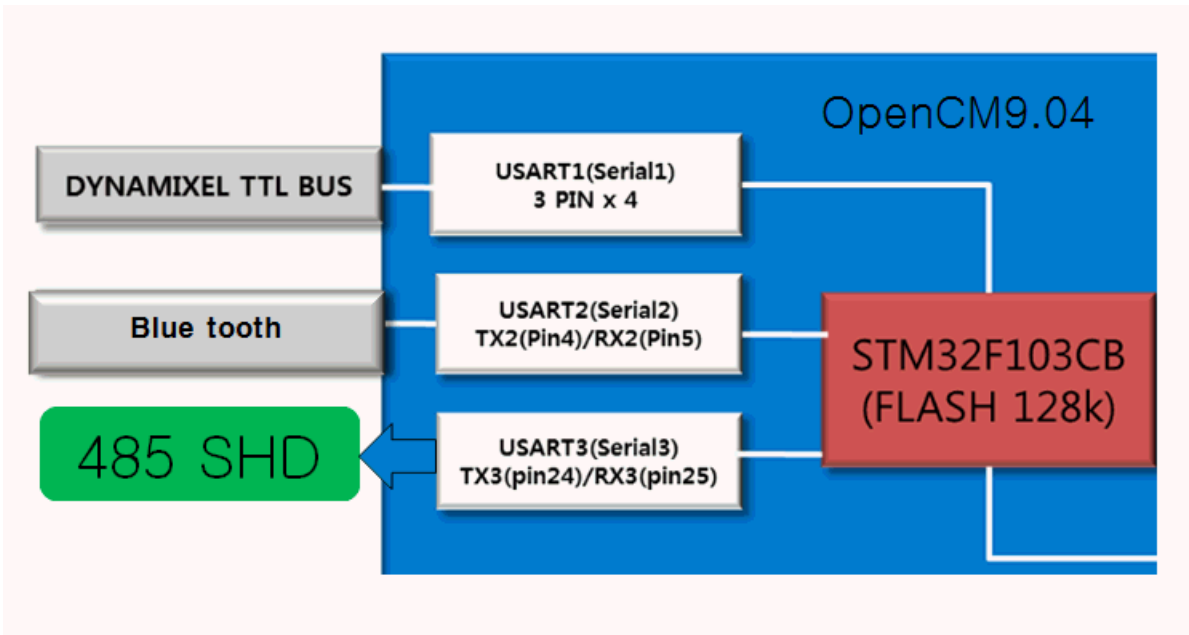 OpenCM9.04
DYNAMIXEL TTL BUS
USART1(Serial1)
3 PIN x 4
Blue tooth
USART2(Serial2)
TX2(Pin4)/RX2(Pin5)
STM32F103CB
(FLASH 128k)
485 SHD
USART3(Serial3)
TX3(pin24)/RX3(pin25)